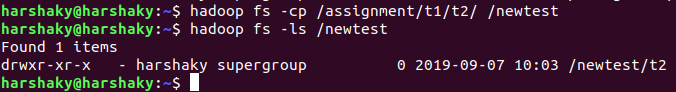 harshaky@harshaky:~$ hadoop fs -cp /assignment/t1/t2/ /newtest
harshaky@harshaky:~$ hadoop fs -ls /newtest
Found 1 items
drwxr-xr-x   - harshaky supergroup          0 2019-09-07 10:03 /newtest/t2
harshaky@harshaky:~$